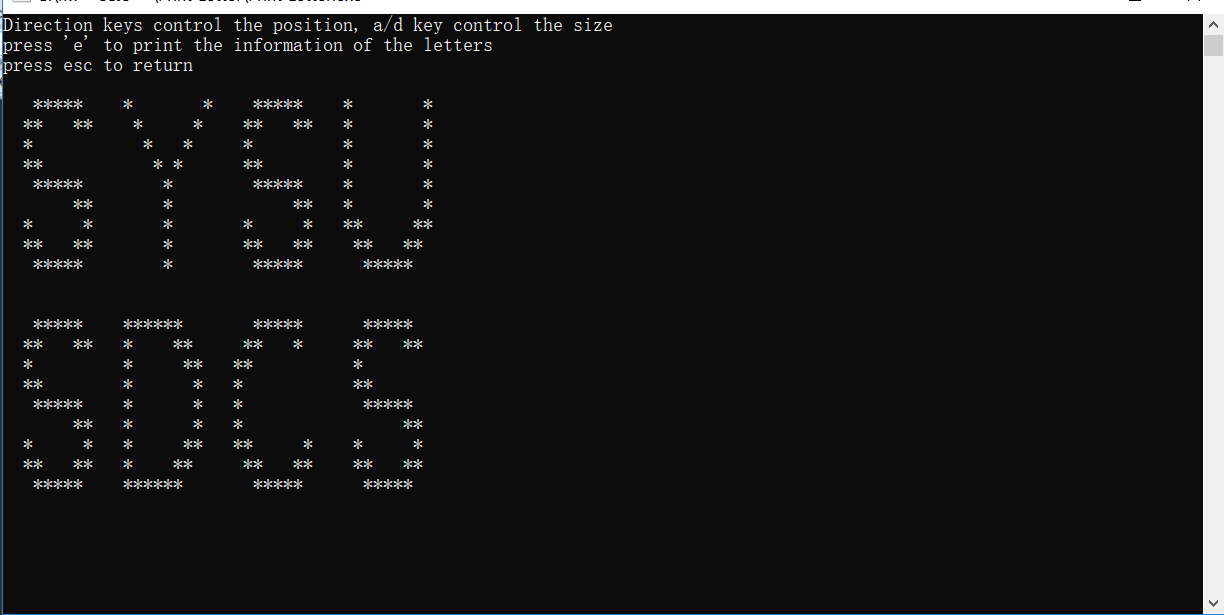 Direction keys control the position, a/d key control the size
press 'e' to print the information of the letters
press esc to return
SYSU
SDCS